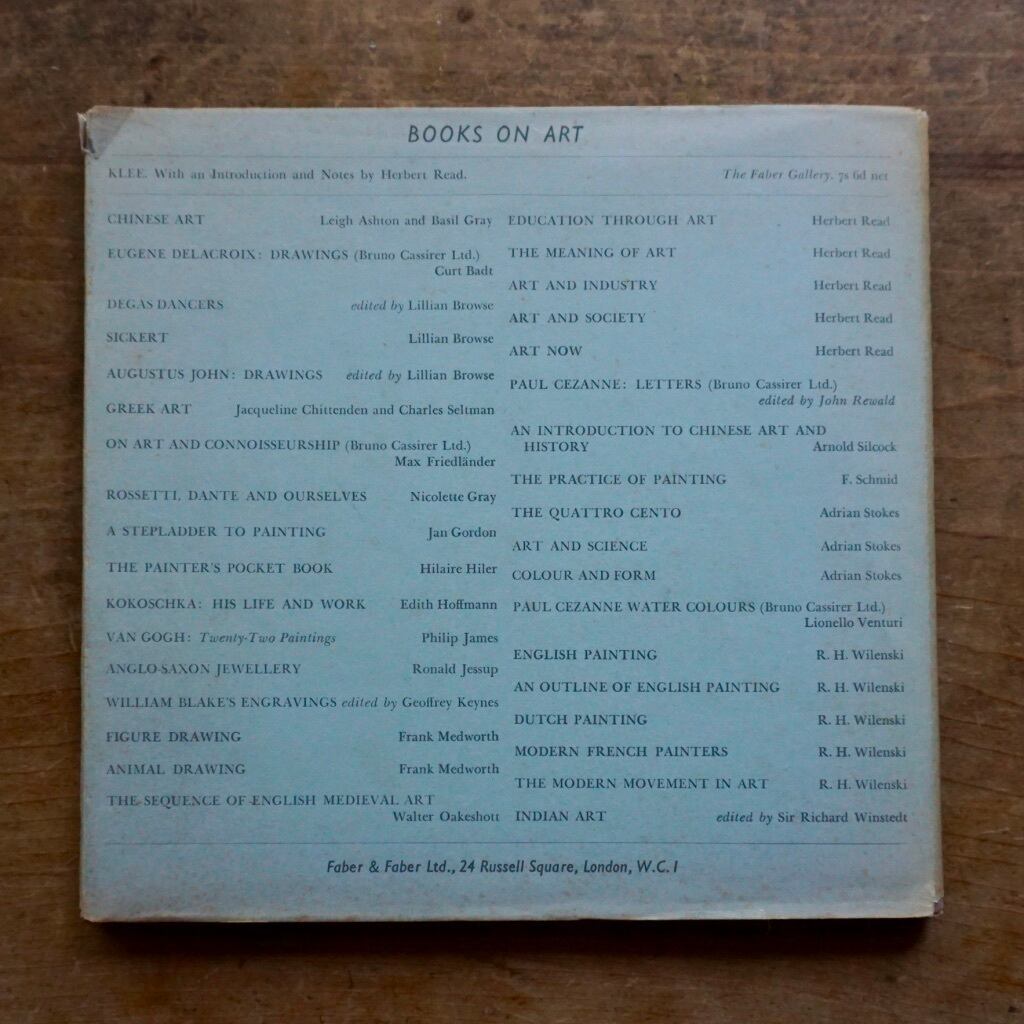 BOOKS ON ART
KLEE. With an Introduction and Notes by Herbert Read. The Faber Gallery. 7s 6d net
CHINESE ART Leigh Ashton and Basil Gray
EUGENE DELACROIX: DRAWINGS (Bruno Cassirer Ltd.)
Curt Badt
DEGAS DANCERS edited by Lillian Browse
SICKERT Lillian Browse
AUGUSTUS JOHN: DRAWINGS edited by Lillian Browse
GREEK ART Jacqueline Chittenden and Charles Seltman
ON ART AND CONNOISSEURSHIP (Bruno Cassirer Ltd.)
Max Friedländer
ROSSETTI, DANTE AND OURSELVES Nicolette Gray
A STEPLADDER TO PAINTING Jan Gordon
THE PAINTER'S POCKET BOOK Hilaire Hiler
KOKOSCHKA: HIS LIFE AND WORK Edith Hoffmann
VAN GOGH: Twenty-Two Paintings Philip James
ANGLO-SAXON JEWELLERY Ronald Jessup
WILLIAM BLAKE'S ENGRAVINGS edited by Geoffrey Keynes
FIGURE DRAWING Frank Medworth
ANIMAL DRAWING Frank Medworth
THE SEQUENCE OF ENGLISH MEDIEVAL ART
Walter Oakeshott
EDUCATION THROUGH ART Herbert Read
THE MEANING OF ART Herbert Read
ART AND INDUSTRY Herbert Read
ART AND SOCIETY Herbert Read
ART NOW Herbert Read
PAUL CEZANNE: LETTERS (Bruno Cassirer Ltd.)
edited by John Rewald
AN INTRODUCTION TO CHINESE ART AND
HISTORY Arnold Silcock
THE PRACTICE OF PAINTING F. Schmid
THE QUATTRO CENTO Adrian Stokes
ART AND SCIENCE Adrian Stokes
COLOUR AND FORM Adrian Stokes
PAUL CEZANNE WATER COLOURS (Bruno Cassirer Ltd.)
Lionello Venturi
ENGLISH PAINTING R. H. Wilenski
AN OUTLINE OF ENGLISH PAINTING R. H. Wilenski
DUTCH PAINTING R. H. Wilenski
MODERN FRENCH PAINTERS R. H. Wilenski
THE MODERN MOVEMENT IN ART R. H. Wilenski
INDIAN ART edited by Sir Richard Winstedt
Faber & Faber Ltd., 24 Russell Square, London, W.C.1